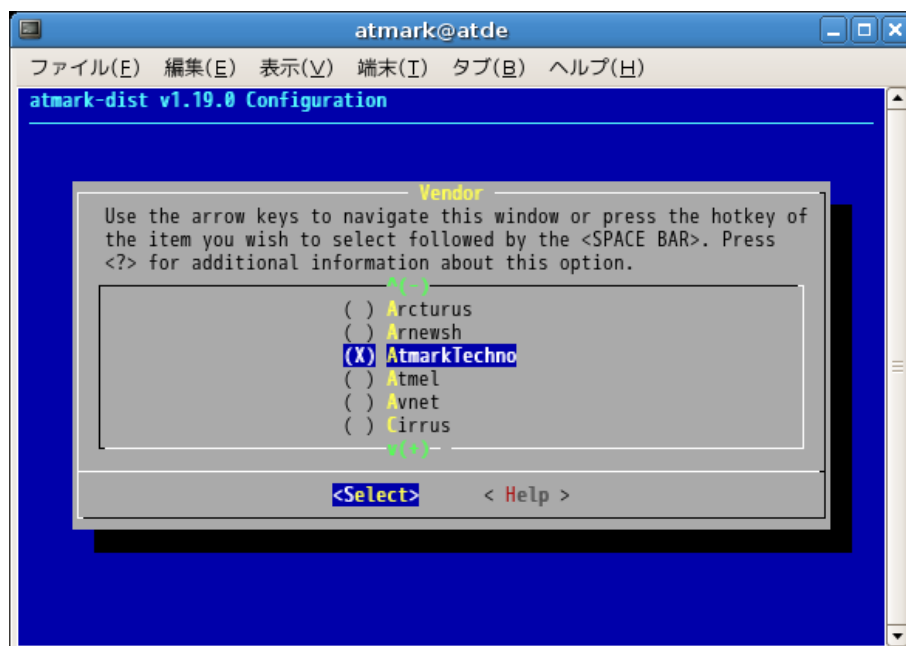 atmark@atde
ファイル(F) 編集(E) 表示(V) 端末(T) タブ(B) ヘルプ(H)
atmark-dist v1.19.0 Configuration
Vendor
Use the arrow keys to navigate this window or press the hotkey of
the item you wish to select followed by the <SPACE BAR>. Press
<?> for additional information about this option.
^(-)
( ) Arcturus
( ) Arnewsh
(X) AtmarkTechno
( ) Atmel
( ) Avnet
( ) Cirrus
v(+)
<Select> < Help >